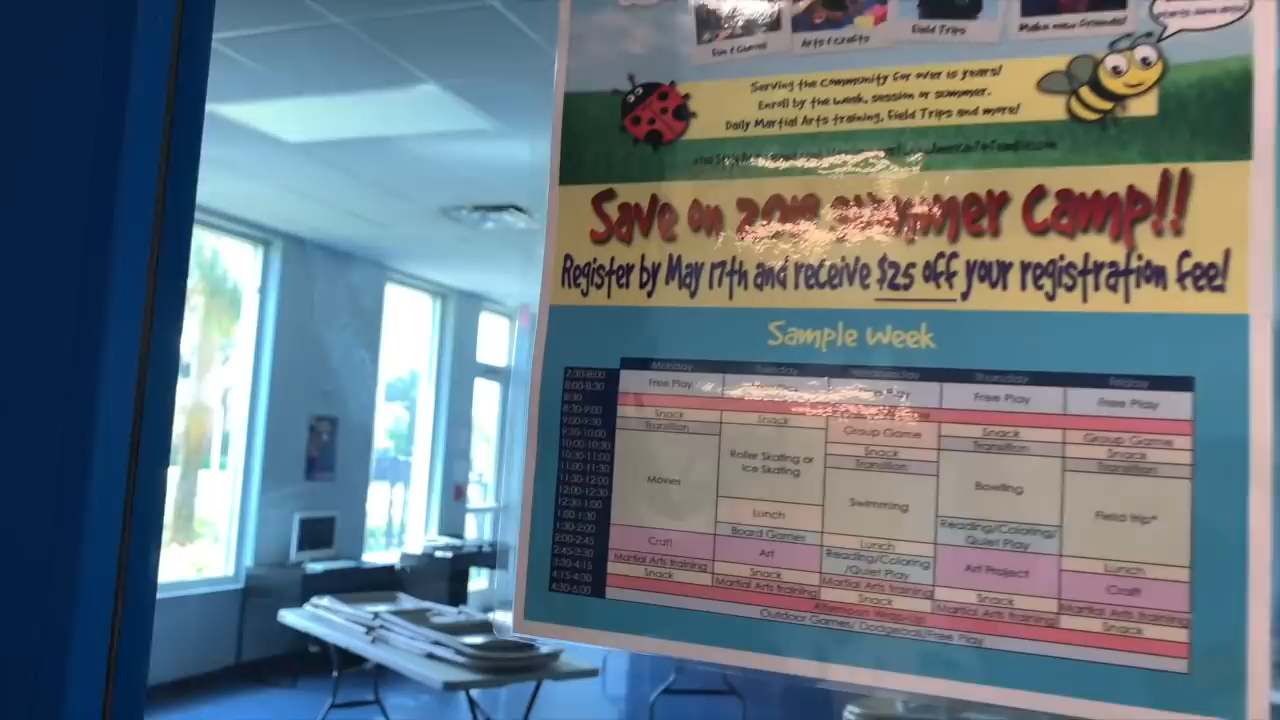 Fun & Games
Arts & Crafts
Field Trips
Make new friends!
Serving the Community for over 15 years!
Enroll by the week, session or summer.
Daily Martial Arts training, Field Trips and more!
Save on summer camp!!
Register by May 17th and receive $25 off your registration fee!
Sample Week
Monday Tuesday Wednesday Thursday Friday
8:00-8:30
8:30
8:30-9:00
9:00-9:30
9:30-10:00
10:00-10:30
10:30-11:00
11:00-11:30
11:30-12:00
12:00-12:30
12:30-1:00
1:00-1:30
1:30-2:00
2:00-2:45
2:45-3:30
3:30-4:15
4:15-4:30
4:30-6:00
Free Play
Snack
Transition
Movies
Craft
Martial Arts training
Snack
Snack
Roller Skating or
Ice Skating
Lunch
Board Games
Art
Snack
Martial Arts training
Play
Group Game
Snack
Transition
Swimming
Lunch
Reading/Coloring
/Quiet Play
Martial Arts training
Snack
Free Play
Snack
Transition
Bowling
Reading/Coloring/
Quiet Play
Art Project
Snack
Martial Arts training
Free Play
Group Game
Snack
Transition
Field trip*
Lunch
Craft
Martial Arts training
Snack
Afternoon Wrap-up
Outdoor Games/ Dodgeball/Free Play